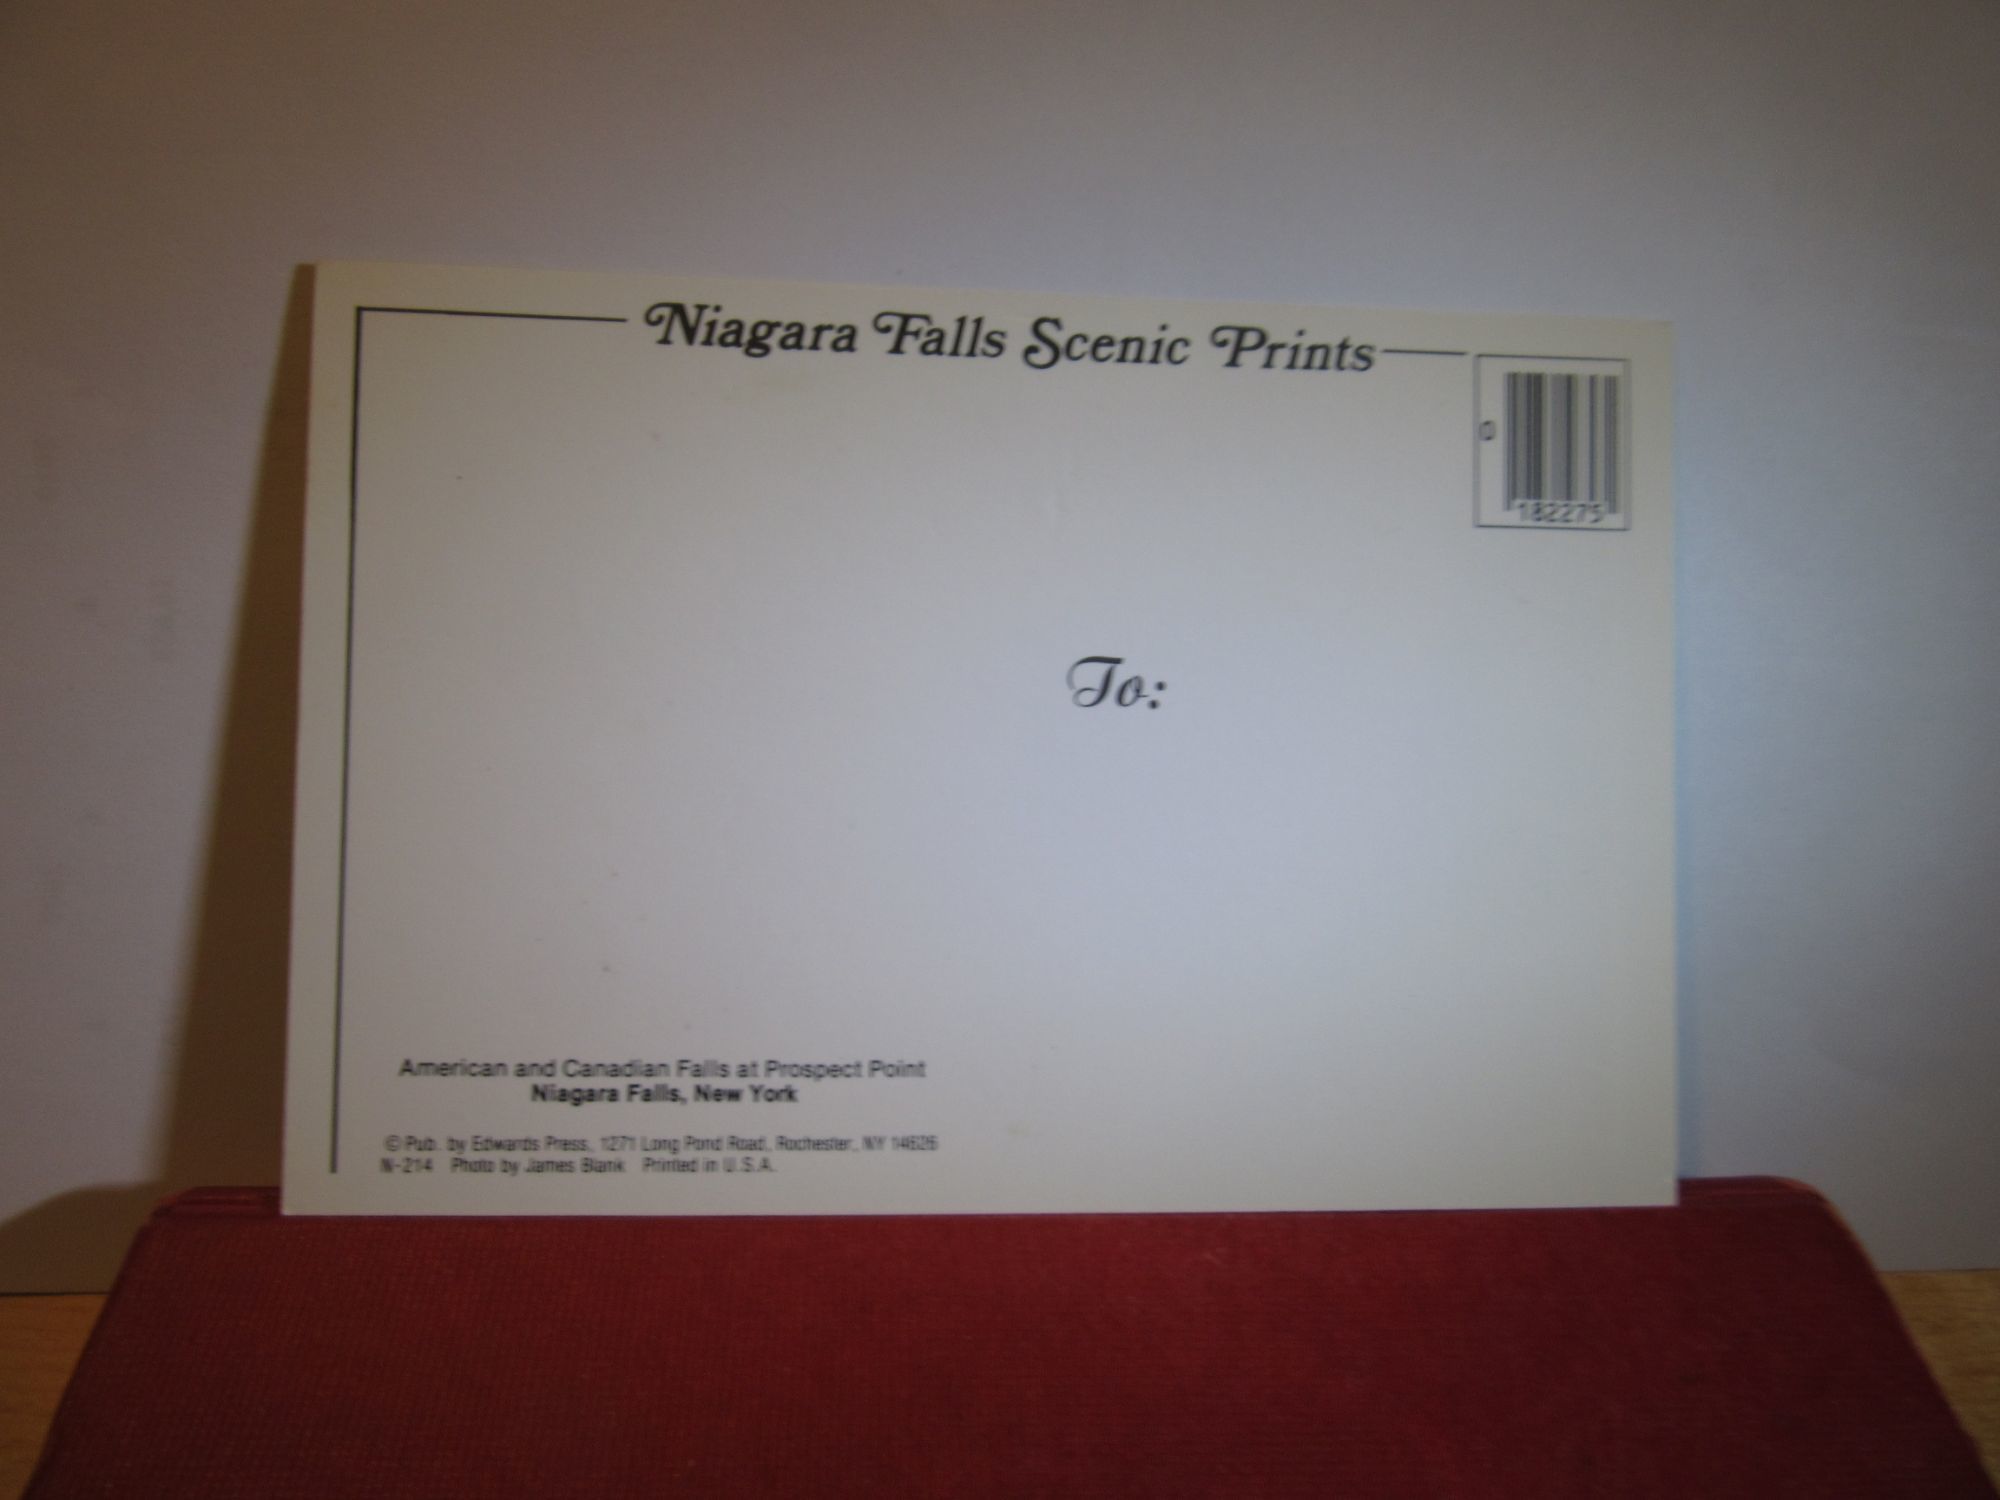 Niagara Falls Scenic Prints
0
182275
To:
American and Canadian Falls at Prospect Point
Niagara Falls, New York
© Pub. by Edwards Press, 1271 Long Pond Road, Rochester, NY 14626
N-214 Photo by James Blank Printed in U.S.A.